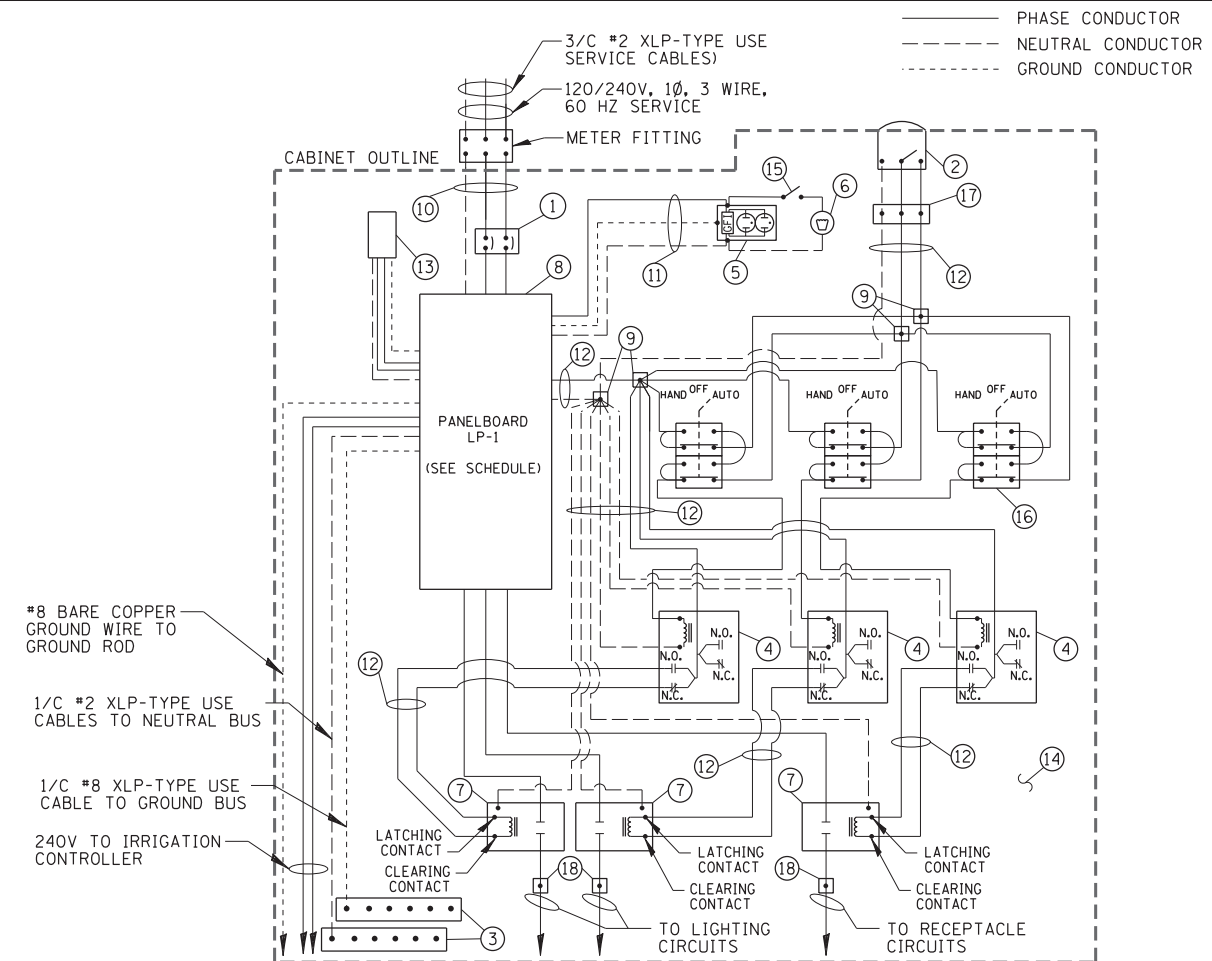 PHASE CONDUCTOR
NEUTRAL CONDUCTOR
GROUND CONDUCTOR
3/C #2 XLP-TYPE USE
SERVICE CABLES)
120/240V, 1Ø, 3 WIRE,
60 HZ SERVICE
METER FITTING
CABINET OUTLINE
2
15
6
17
10
1
GFI
13
8
11
5
12
9
12
9
PANELBOARD
LP-1
(SEE SCHEDULE)
HAND OFF AUTO
HAND OFF AUTO
HAND OFF AUTO
12
16
#8 BARE COPPER
GROUND WIRE TO
GROUND ROD
N.O.
N.O.
N.C.
N.C.
4
N.O.
N.O.
N.C.
N.C.
4
N.O.
N.O.
N.C.
N.C.
4
12
1/C #2 XLP-TYPE USE
CABLES TO NEUTRAL BUS
12
12
14
1/C #8 XLP-TYPE USE
CABLE TO GROUND BUS
7
7
7
240V TO IRRIGATION
CONTROLLER
LATCHING
CONTACT
CLEARING
CONTACT
LATCHING
CONTACT
CLEARING
CONTACT
LATCHING
CONTACT
CLEARING
CONTACT
18
18
3
TO LIGHTING
CIRCUITS
TO RECEPTACLE
CIRCUITS